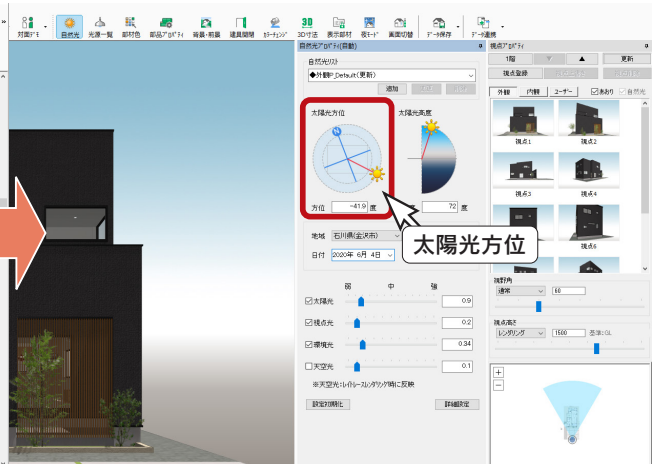 »
対面ﾃﾞﾓ 自然光 光源一覧 部材色 部品ﾌﾟﾛﾊﾟﾃｨ 背景・前景 建具開閉 ｶﾗｰﾁｪﾝｼﾞ 3D寸法 表示部材 夜ﾓｰﾄﾞ 画面切替 ﾃﾞｰﾀ保存 ﾃﾞｰﾀ連携
自然光ﾌﾟﾛﾊﾟﾃｨ(自動)
自然光ﾘｽﾄ
◆外観P_Default(更新)
追加
太陽光方位 太陽光高度
N
方位 -41.9 度
72 度
太陽光方位
地域 石川県(金沢市)
日付 2020年 6月 4日
弱 中 強
太陽光 0.9
視点光 0.2
環境光 0.34
天空光 0.1
※天空光:ﾚｲﾄﾚｰｽﾚﾝﾀﾞﾘﾝｸﾞ時に反映
設定初期化 詳細設定
視点ﾌﾟﾛﾊﾟﾃｨ
1階 ▼ ▲ 更新
視点登録
外観 内観 ﾕｰｻﾞｰ あおり 自然光
視点1 視点2
視点3 視点4
視点6
視野角
通常 60
視点高さ
ﾚﾝﾀﾞﾘﾝｸﾞ 1500 基準:GL
+
-